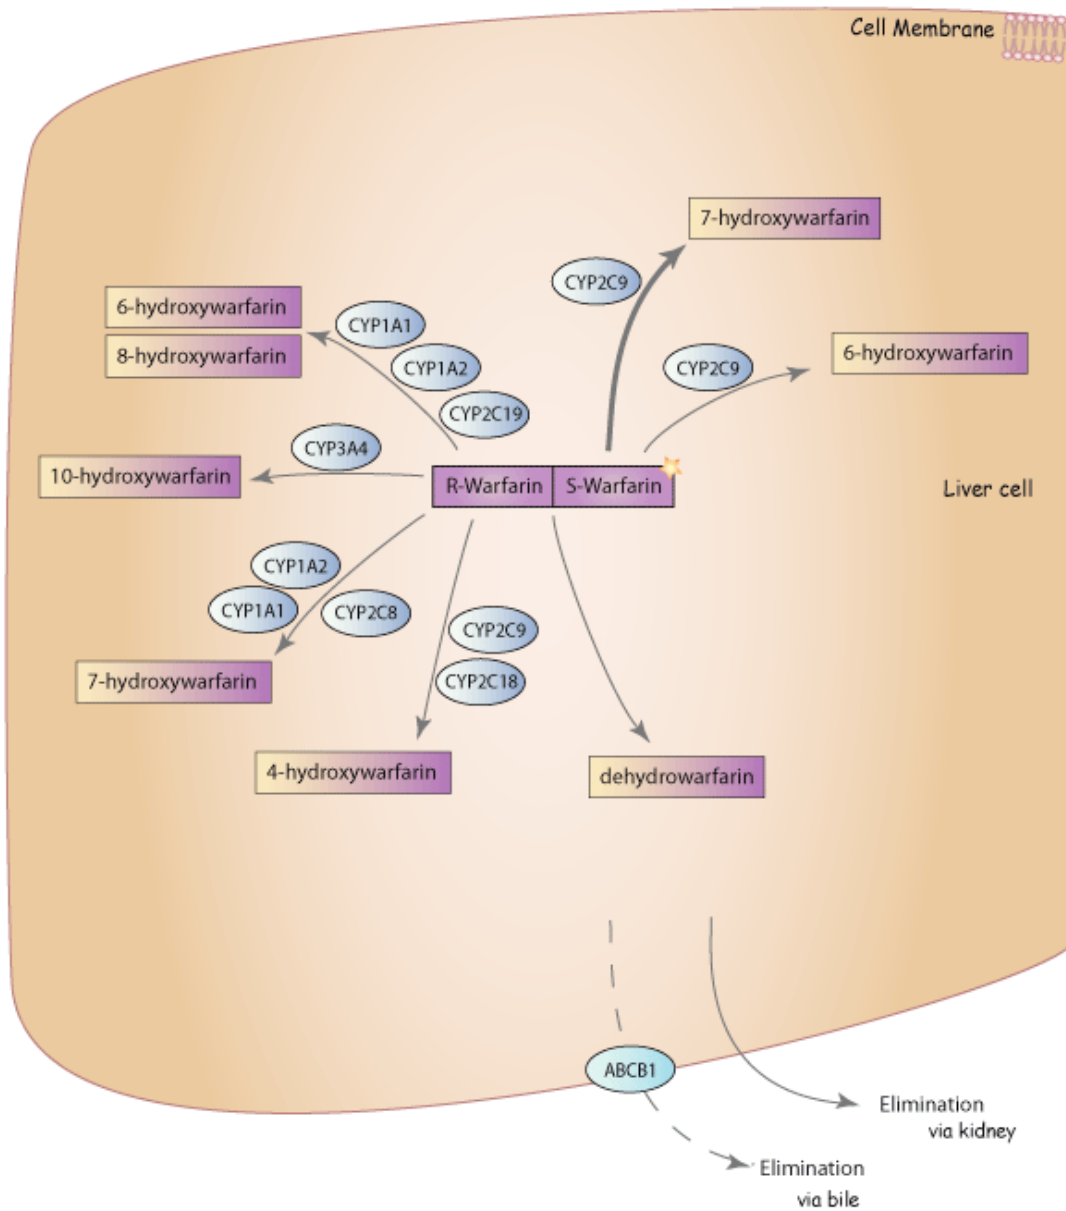 Cell Membrane
7-hydroxywarfarin
CYP2C9
6-hydroxywarfarin
8-hydroxywarfarin
CYP1A1
CYP1A2
CYP2C19
CYP2C9
6-hydroxywarfarin
CYP3A4
10-hydroxywarfarin
R-Warfarin
S-Warfarin
Liver cell
CYP1A2
CYP1A1
CYP2C8
CYP2C9
CYP2C18
7-hydroxywarfarin
4-hydroxywarfarin
dehydrowarfarin
ABCB1
Elimination
via kidney
Elimination
via bile